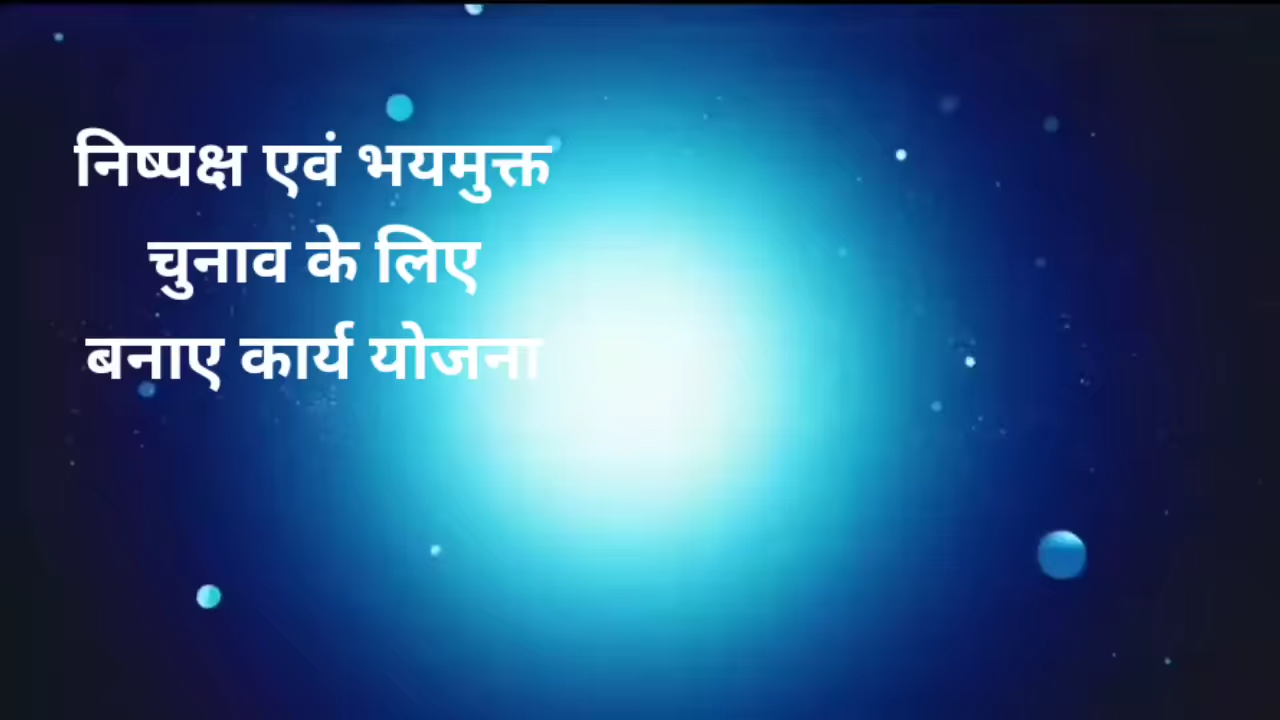 निष्पक्ष एवं भयमुक्त
चुनाव के लिए
बनाए कार्य योजना